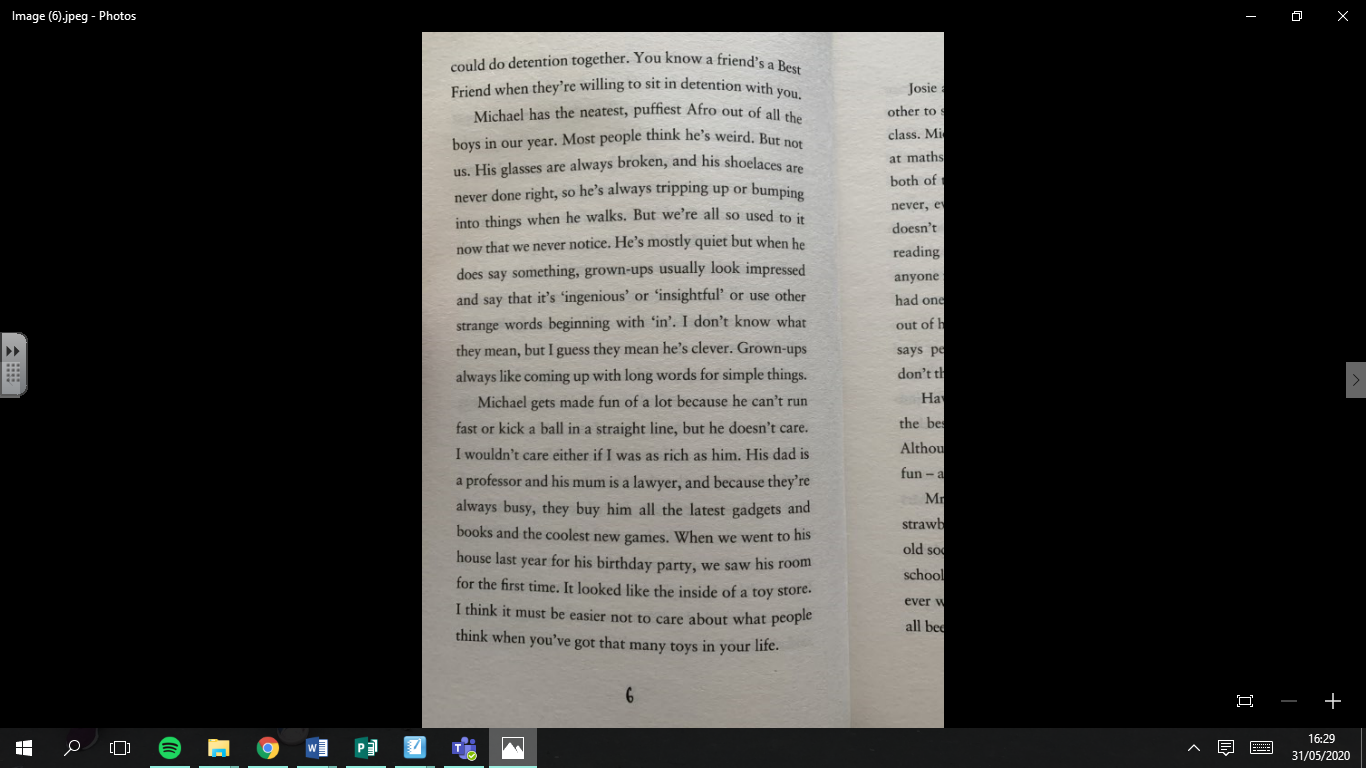 Image (6).jpeg - Photos
could do detention together. You know a friend's a Best
Friend when they're willing to sit in detention with you.
Michael has the neatest, puffiest Afro out of all the
boys in our year. Most people think he's weird. But not
us. His glasses are always broken, and his shoelaces are
never done right, so he's always tripping up or bumping
into things when he walks. But we're all so used to it
now that we never notice. He's mostly quiet but when he
does say something, grown-ups usually look impressed
and say that it's 'ingenious' or 'insightful' or use other
strange words beginning with 'in'. I don't know what
they mean, but I guess they mean he's clever. Grown-ups
always like coming up with long words for simple things.
Michael gets made fun of a lot because he can't run
fast or kick a ball in a straight line, but he doesn't care.
I wouldn't care either if I was as rich as him. His dad is
a professor and his mum is a lawyer, and because they're
always busy, they buy him all the latest gadgets and
books and the coolest new games. When we went to his
house last year for his birthday party, we saw his room
for the first time. It looked like the inside of a toy store.
I think it must be easier not to care about what people
think when you've got that many toys in your life.
6
Josie
other to
class.
at maths
both of
never,
doesn't
reading
anyone
had one
out of
says
don't
the
fun –
old
school
ever
all
16:29
31/05/2020